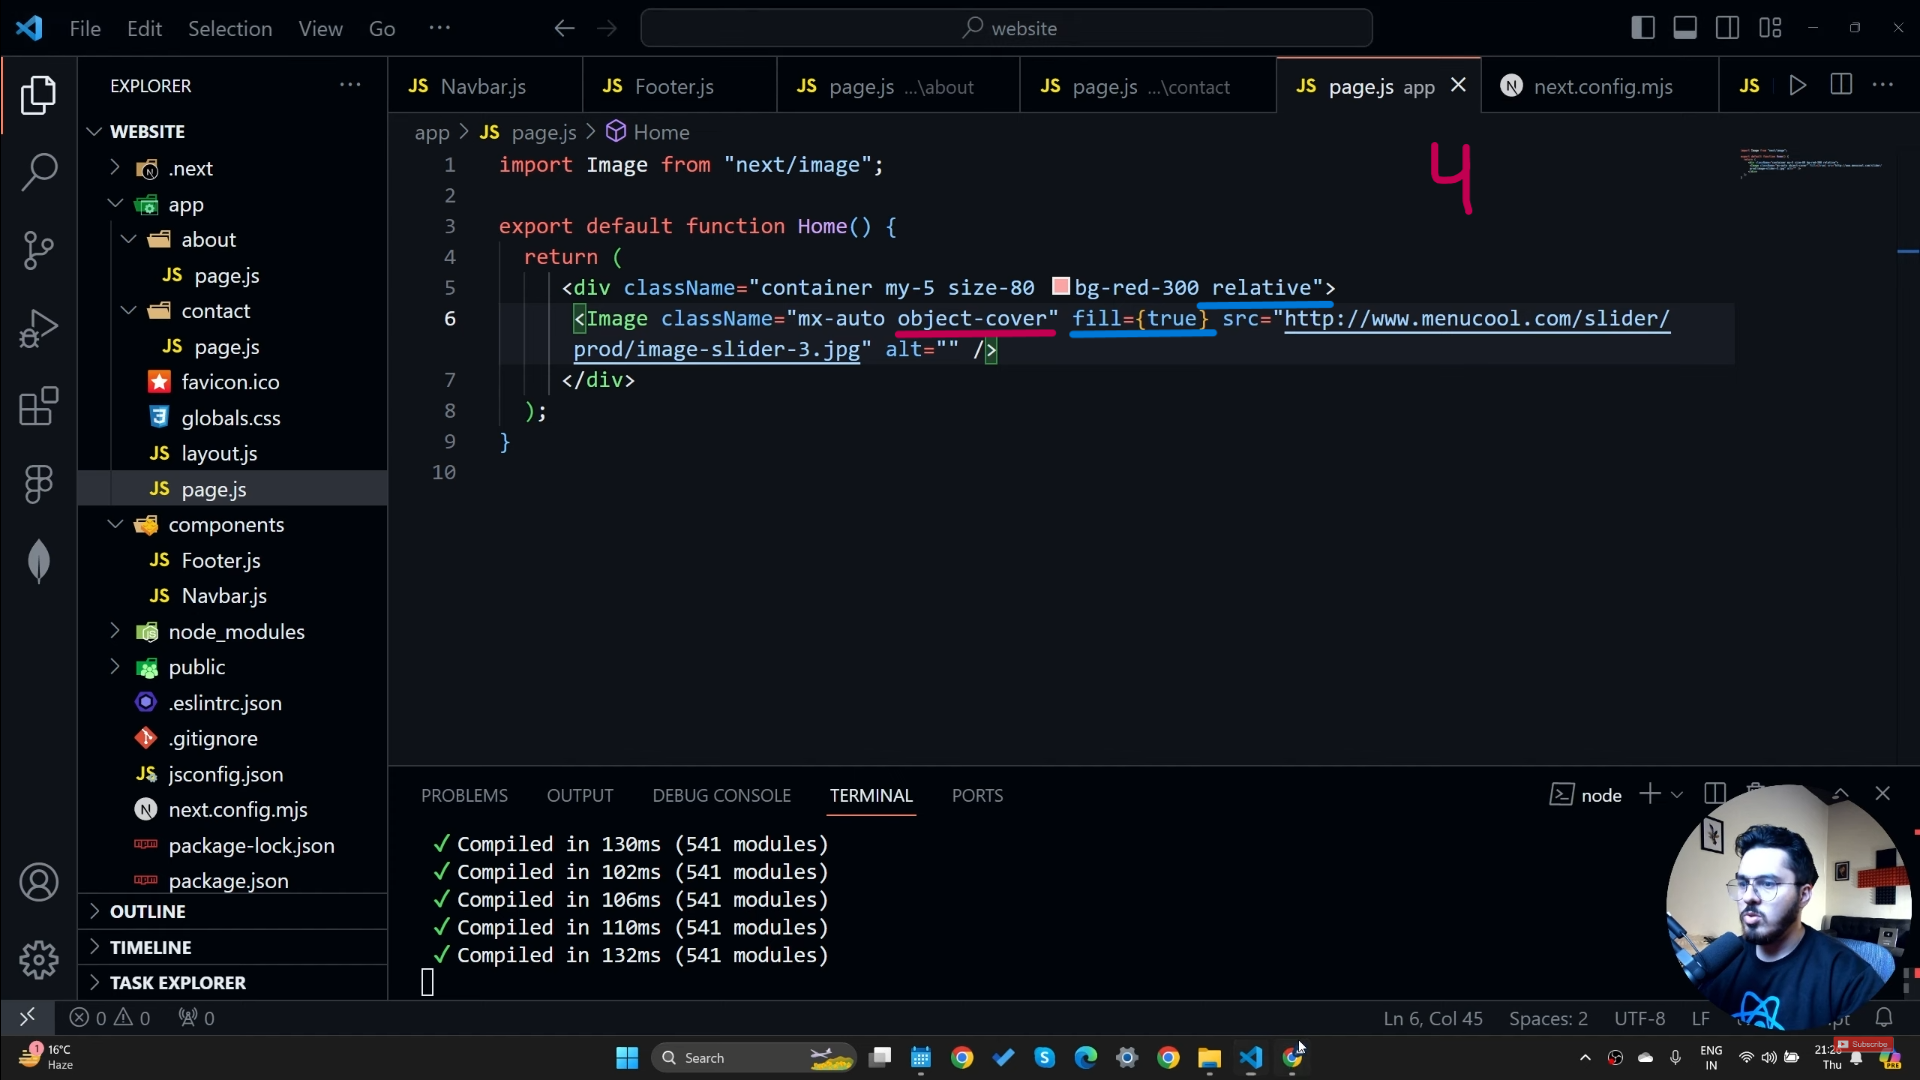 File Edit Selection View Go ··· website
EXPLORER ···
WEBSITE
.next
app
about
JS page.js
contact
JS page.js
favicon.ico
globals.css
JS layout.js
JS page.js
components
JS Footer.js
JS Navbar.js
node_modules
public
.eslintrc.json
.gitignore
jsconfig.json
next.config.mjs
package-lock.json
package.json
OUTLINE
TIMELINE
TASK EXPLORER
JS Navbar.js JS Footer.js JS page.js ...\about JS page.js ...\contact JS page.js app next.config.mjs JS ···
app > JS page.js > Home
4
1 import Image from "next/image";
2
3 export default function Home() {
4 return (
5 <div className="container my-5 size-80 bg-red-300 relative">
6 <Image className="mx-auto object-cover" fill={true} src="http://www.menucool.com/slider/
prod/image-slider-3.jpg" alt="" />
7 </div>
8 );
9 }
10
PROBLEMS OUTPUT DEBUG CONSOLE TERMINAL PORTS node
✓ Compiled in 130ms (541 modules)
✓ Compiled in 102ms (541 modules)
✓ Compiled in 106ms (541 modules)
✓ Compiled in 110ms (541 modules)
✓ Compiled in 132ms (541 modules)
0 0 0 Ln 6, Col 45 Spaces: 2 UTF-8 LF
Subscribe
1 16°C
Haze
Search
ENG
IN
Thu
PRE